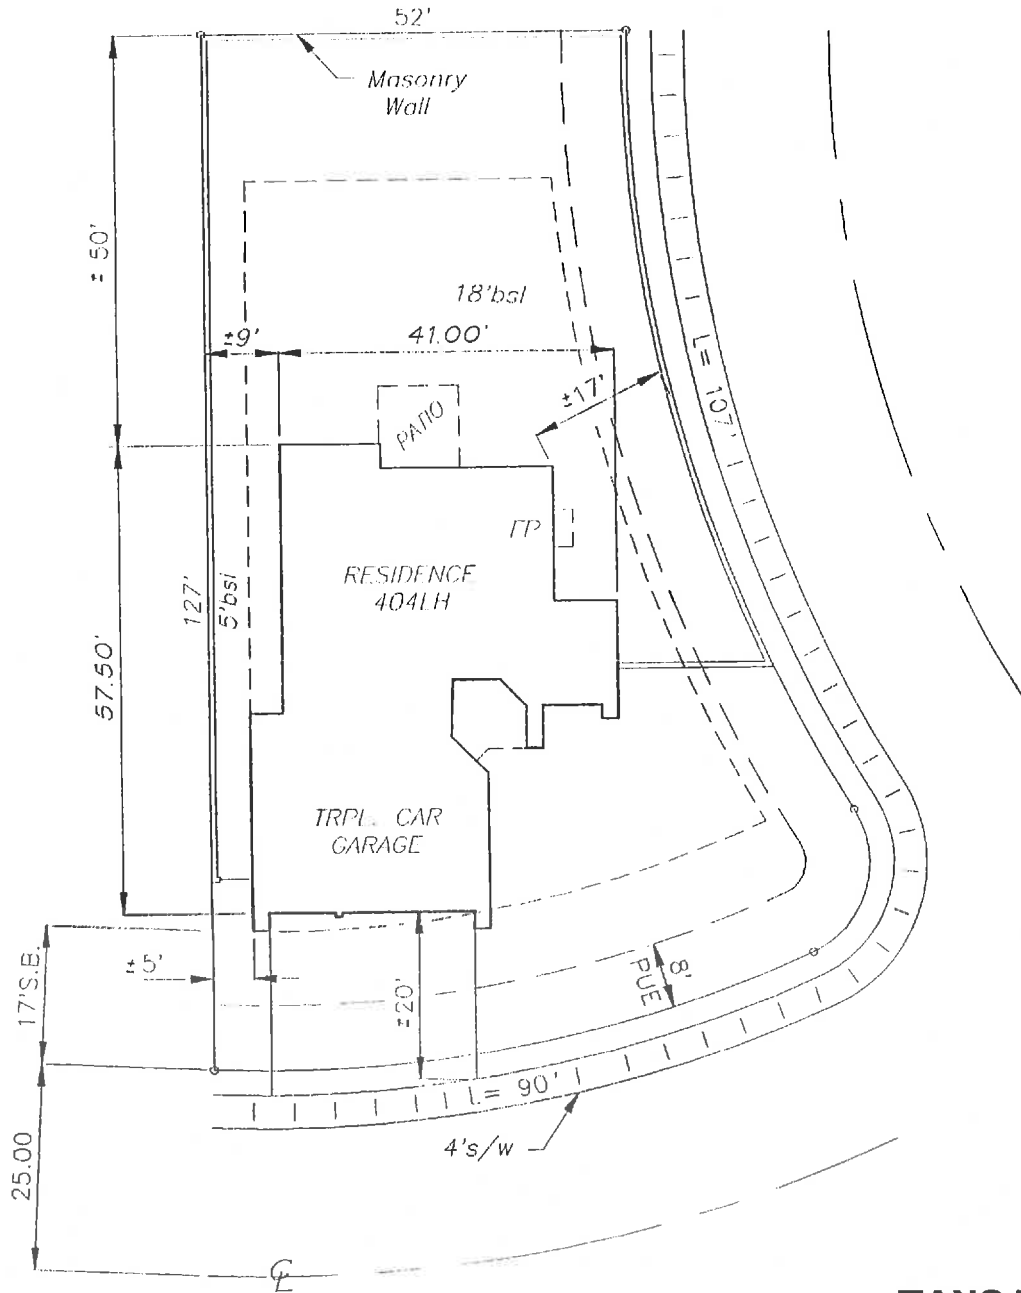 52'
Masonry
Wall
± 50'
18'bsl
±9'
41.00'
±17'
L= 107'
PATIO
FP
RESIDENCE
404LH
127'
5'bsl
57.50'
TRPL CAR
GARAGE
±5'
17'S.B.
±20'
8'
PUE
L= 90'
4's/w
25.00
CL